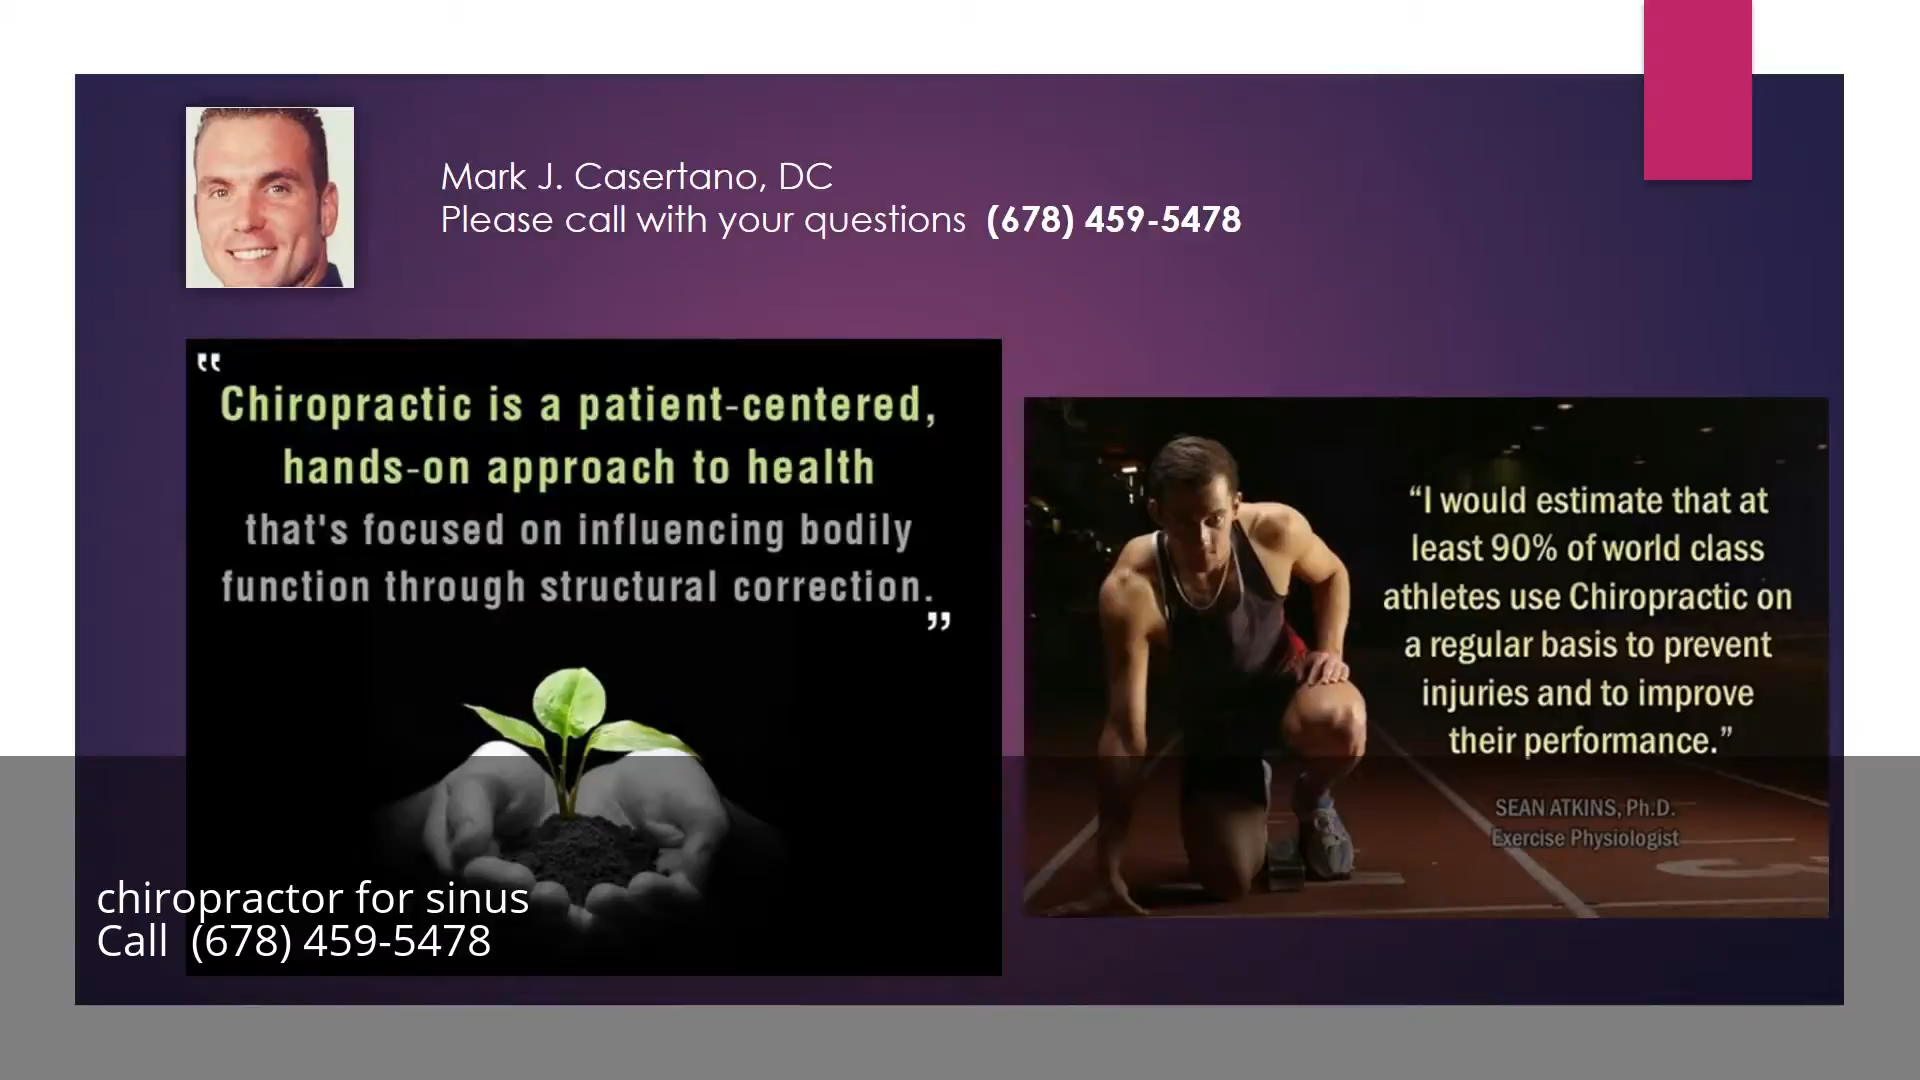 Mark J. Casertano, DC
Please call with your questions  (678) 459-5478
"
Chiropractic is a patient-centered,
hands-on approach to health
that's focused on influencing bodily
function through structural correction.
"
“I would estimate that at
least 90% of world class
athletes use Chiropractic on
a regular basis to prevent
injuries and to improve
their performance.”
SEAN ATKINS, Ph.D.
Exercise Physiologist
chiropractor for sinus
Call  (678) 459-5478